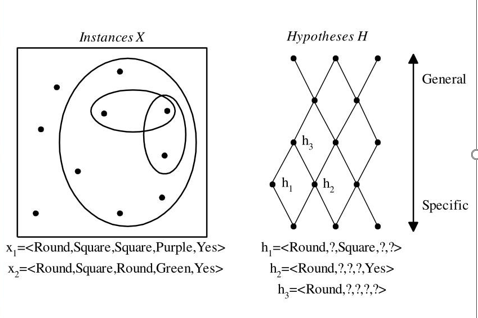 Instances X
Hypotheses H
General
h3
h1
h2
Specific
x1=<Round,Square,Square,Purple,Yes>
h1=<Round,?,Square,?,?>
x2=<Round,Square,Round,Green,Yes>
h2=<Round,?,?,?,Yes>
h3=<Round,?,?,?,?>